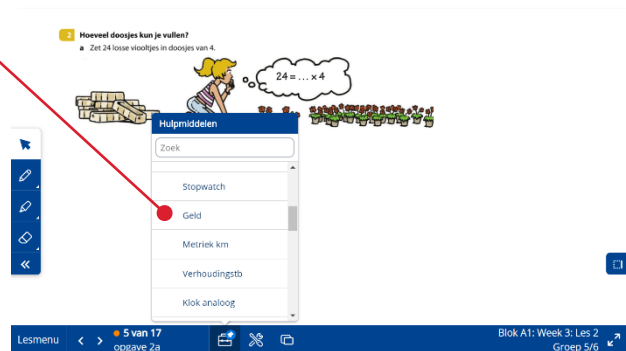 2 Hoeveel doosjes kun je vullen?
a Zet 24 losse viooltjes in doosjes van 4.
24 = ... x 4
Hulpmiddelen
Zoek
Stopwatch
Geld
Metriek km
Verhoudingstb
Klok analoog
Lesmenu
5 van 17
opgave 2a
Blok A1: Week 3: Les 2
Groep 5/6